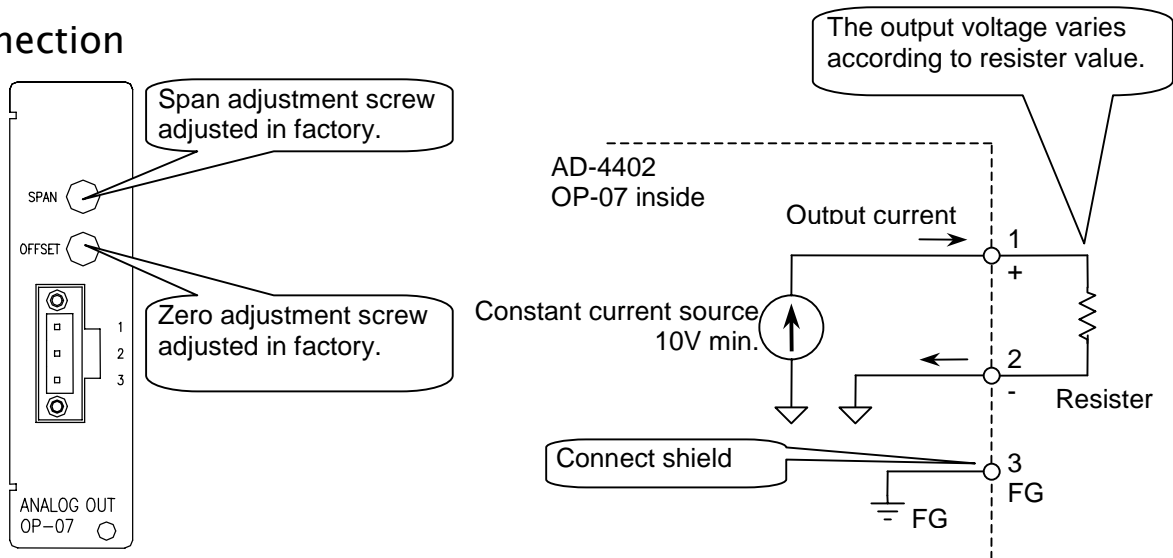 nection
Span adjustment screw
adjusted in factory.
SPAN
OFFSET
Zero adjustment screw
adjusted in factory.
1
2
3
ANALOG OUT
OP-07
The output voltage varies
according to resister value.
AD-4402
OP-07 inside
Output current
1
+
Constant current source
10V min.
2
-
Resister
Connect shield
3
FG
FG